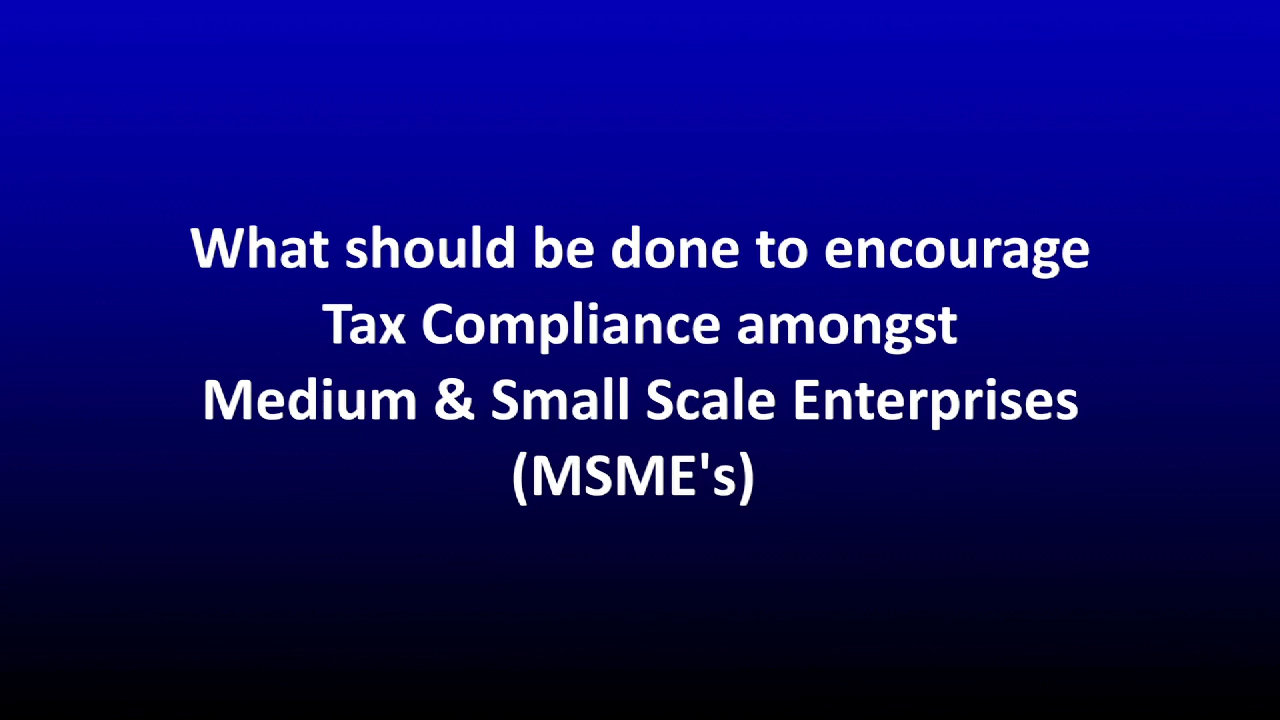 What should be done to encourage
Tax Compliance amongst
Medium & Small Scale Enterprises
(MSME's)